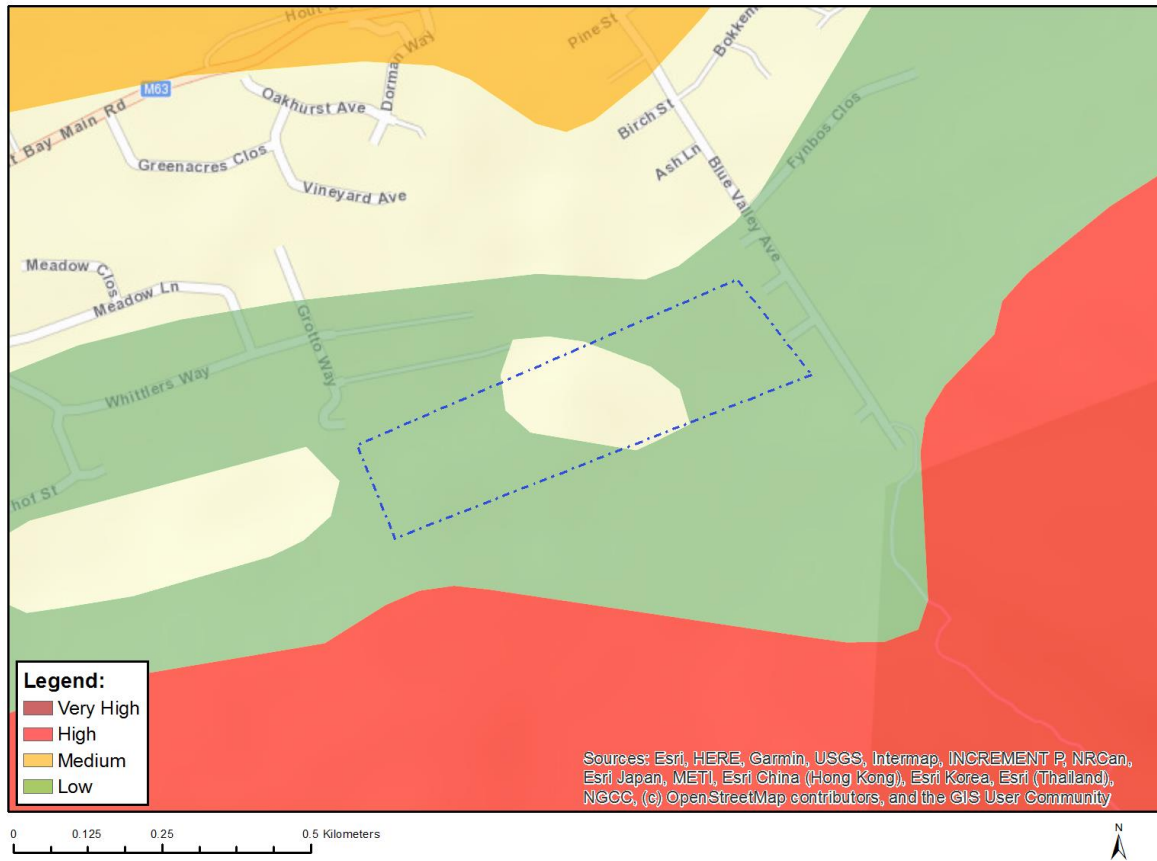 Hout
Pine St
Bokkem
Dorman Way
M63
Oakhurst Ave
t Bay Main Rd
Birch St
Fynbos Clos
Greenacres Clos
Ash Ln
Vineyard Ave
Blue Valley Ave
Meadow Clos
Meadow Ln
Grotto Way
Whittlers Way
hof St
Legend:
Very High
High
Medium
Low
Sources: Esri, HERE, Garmin, USGS, Intermap, INCREMENT P, NRCan,
Esri Japan, METI, Esri China (Hong Kong), Esri Korea, Esri (Thailand),
NGCC, (c) OpenStreetMap contributors, and the GIS User Community
0 0.125 0.25 0.5 Kilometers
N